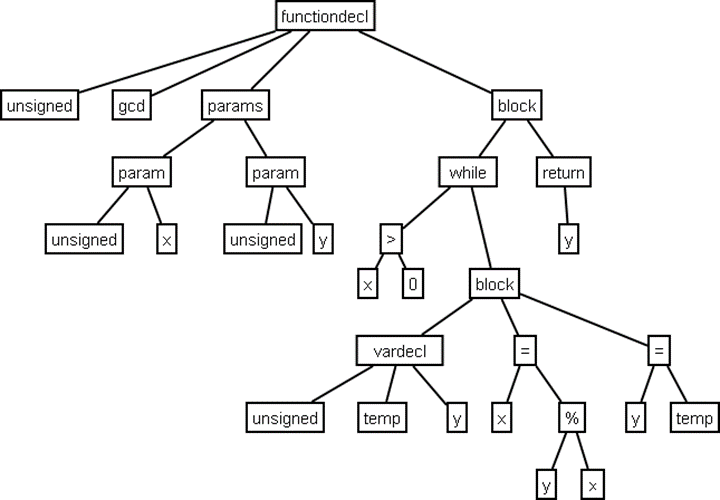 functiondecl
unsigned gcd params block
param param while return
unsigned x unsigned y > y
x 0 block
vardecl = =
unsigned temp y x % y temp
y x